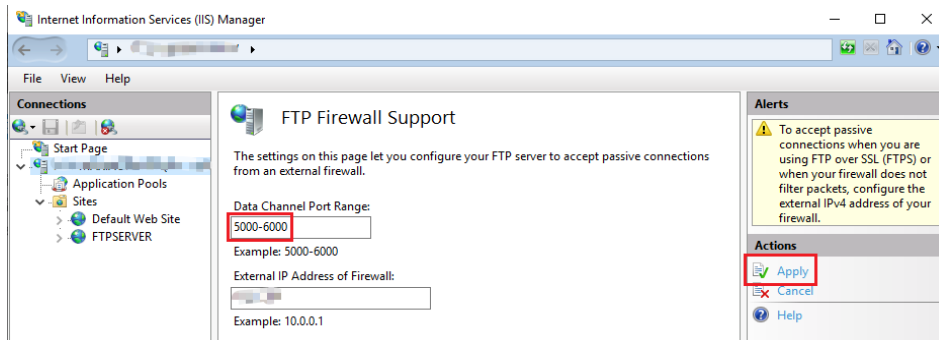 Internet Information Services (IIS) Manager
File View Help
Connections
Start Page
Application Pools
Sites
Default Web Site
FTPSERVER
FTP Firewall Support
The settings on this page let you configure your FTP server to accept passive connections
from an external firewall.
Data Channel Port Range:
5000-6000
Example: 5000-6000
External IP Address of Firewall:
Example: 10.0.0.1
Alerts
To accept passive
connections when you are
using FTP over SSL (FTPS) or
when your firewall does not
filter packets, configure the
external IPv4 address of your
firewall.
Actions
Apply
Cancel
Help